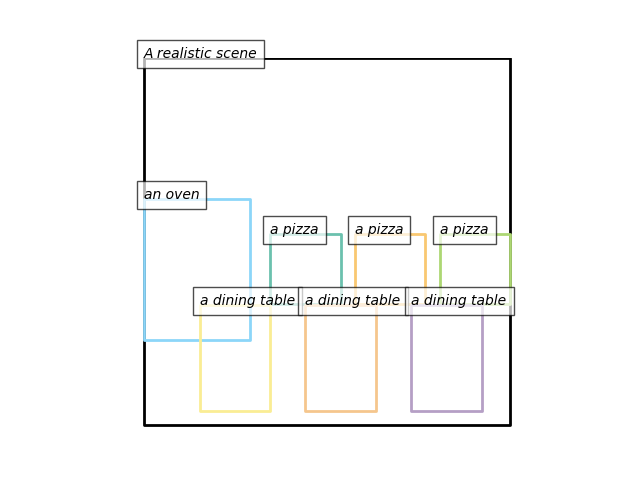 A realistic scene
an oven
a pizza
a pizza
a pizza
a dining table
a dining table
a dining table